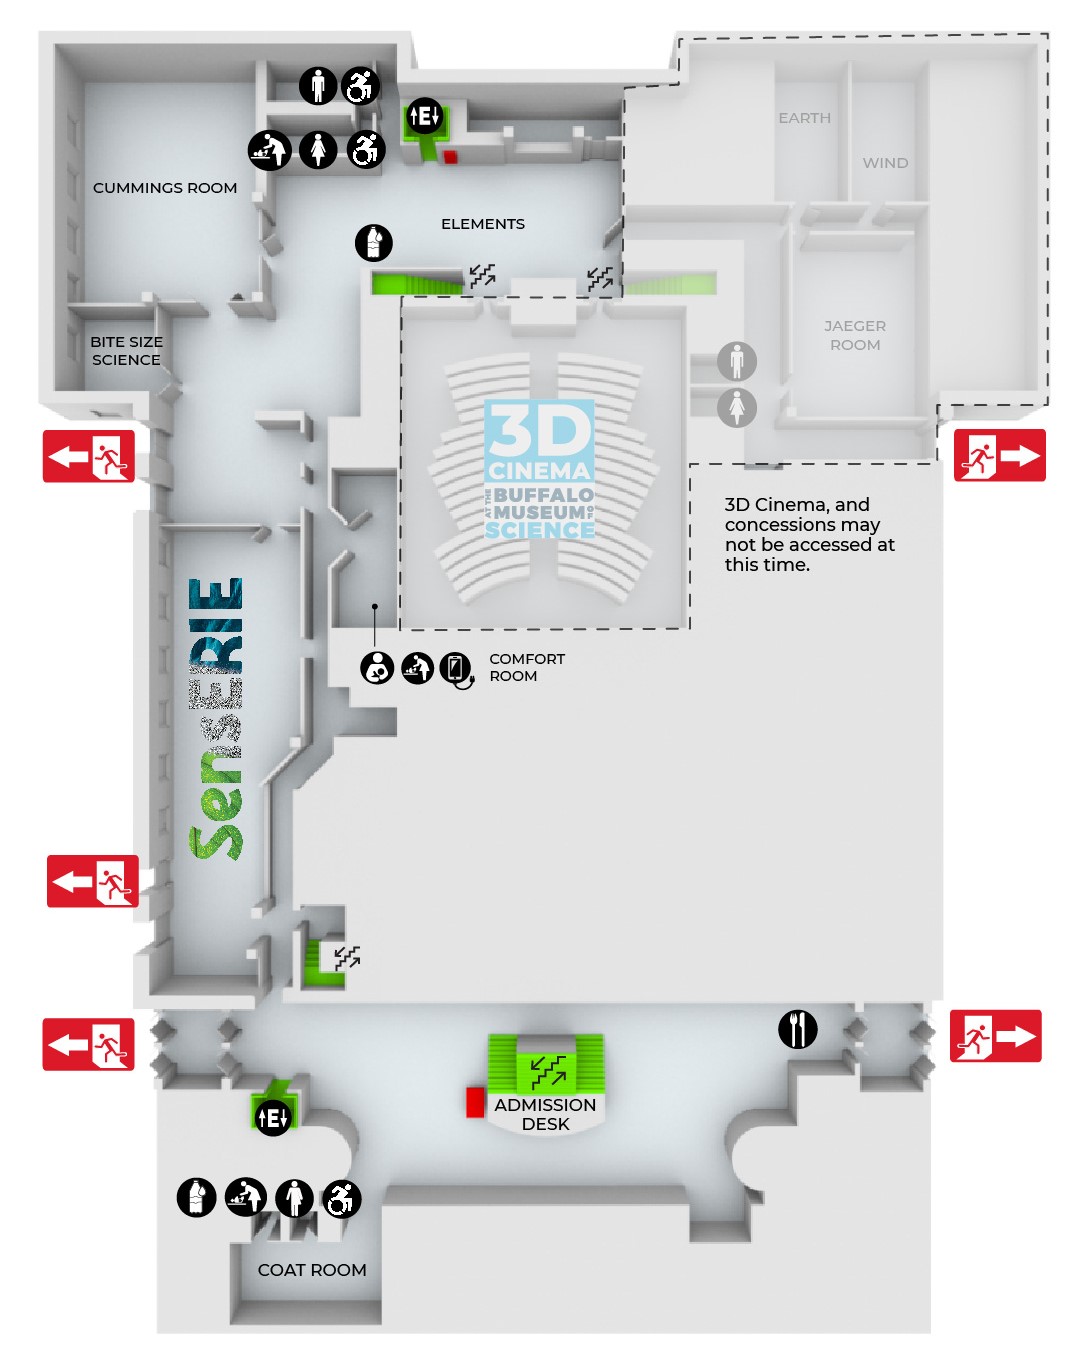 EARTH
WIND
CUMMINGS ROOM
ELEMENTS
E
BITE SIZE
SCIENCE
JAEGER
ROOM
3D
CINEMA
AT THE BUFFALO
MUSEUM OF
SCIENCE
3D Cinema, and
concessions may
not be accessed at
this time.
SensERIE
COMFORT
ROOM
ADMISSION
DESK
E
COAT ROOM